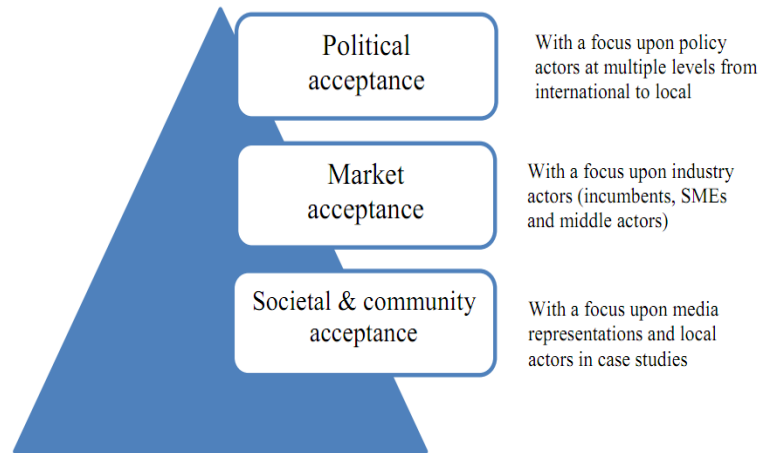 Political
acceptance
With a focus upon policy
actors at multiple levels from
international to local
Market
acceptance
With a focus upon industry
actors (incumbents, SMEs
and middle actors)
Societal & community
acceptance
With a focus upon media
representations and local
actors in case studies